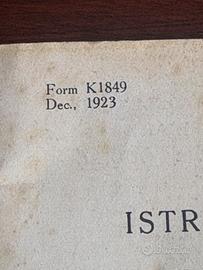 Form K1849
Dec., 1923
ISTR